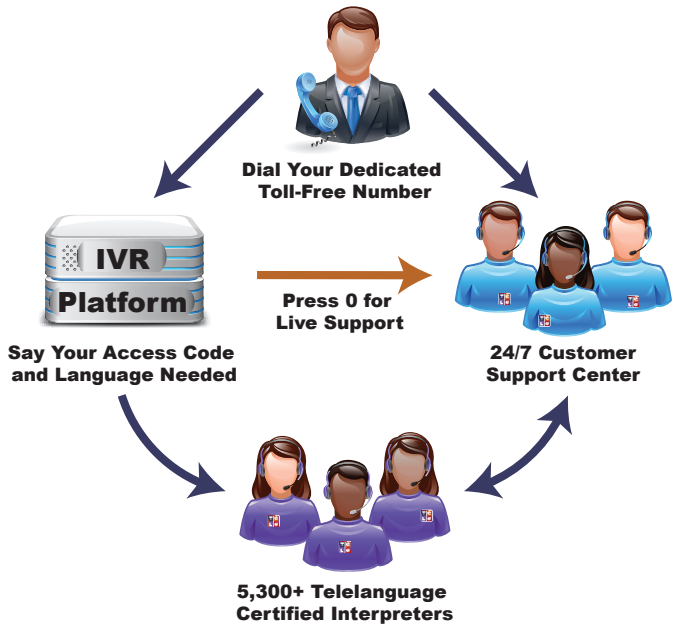 Dial Your Dedicated
Toll-Free Number
IVR
Platform
Press 0 for
Live Support
Say Your Access Code
and Language Needed
24/7 Customer
Support Center
5,300+ Telelanguage
Certified Interpreters